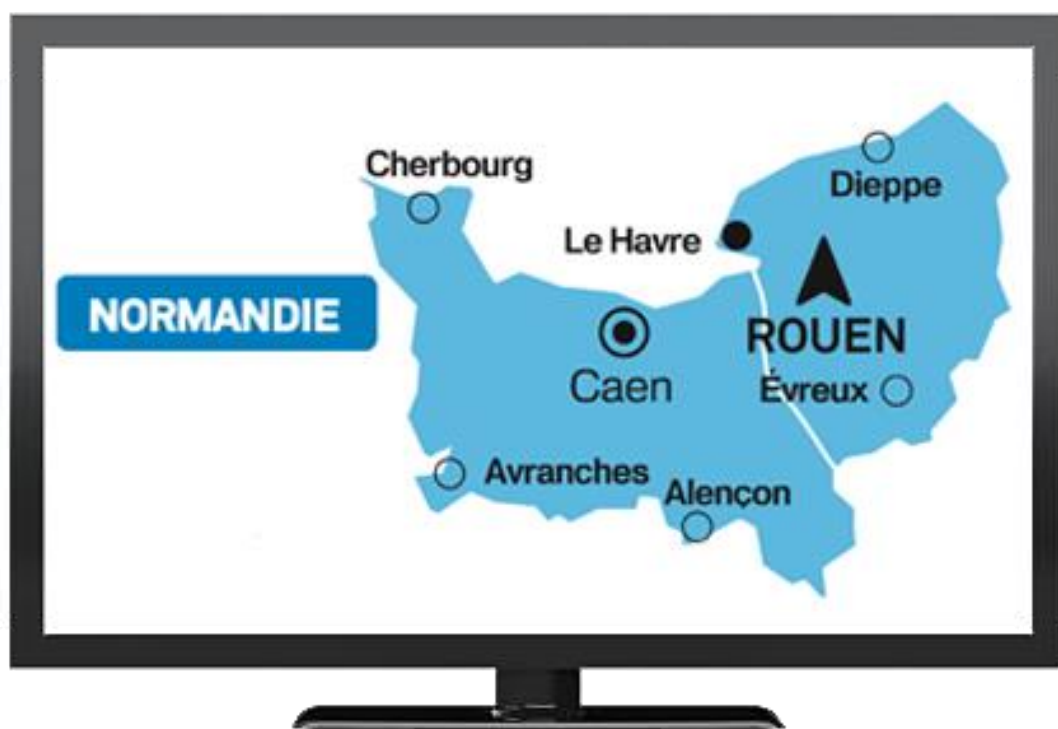 Cherbourg
Dieppe
Le Havre
NORMANDIE
ROUEN
Caen
Évreux
Avranches
Alençon